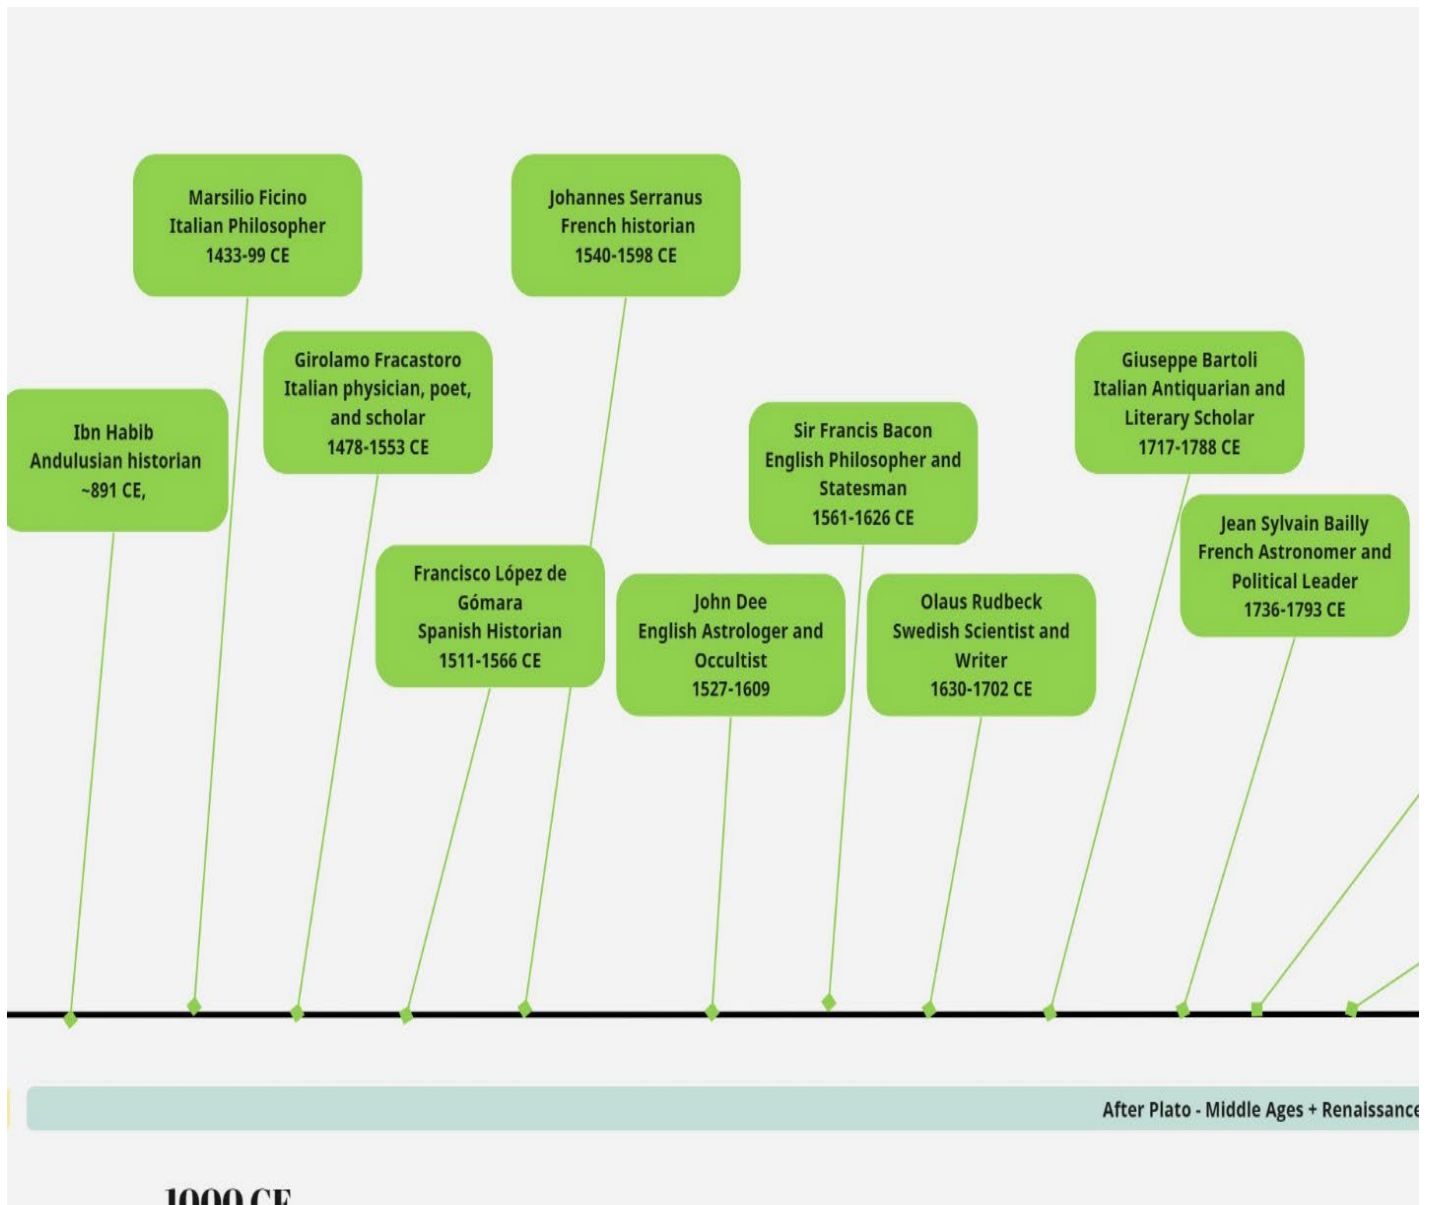 Marsilio Ficino
Italian Philosopher
1433-99 CE
Johannes Serranus
French historian
1540-1598 CE
Girolamo Fracastoro
Italian physician, poet,
and scholar
1478-1553 CE
Giuseppe Bartoli
Italian Antiquarian and
Literary Scholar
1717-1788 CE
Ibn Habib
Andulusian historian
~891 CE,
Sir Francis Bacon
English Philosopher and
Statesman
1561-1626 CE
Jean Sylvain Bailly
French Astronomer and
Political Leader
1736-1793 CE
Francisco López de
Gómara
Spanish Historian
1511-1566 CE
John Dee
English Astrologer and
Occultist
1527-1609
Olaus Rudbeck
Swedish Scientist and
Writer
1630-1702 CE
After Plato - Middle Ages + Renaissance
1000 CE